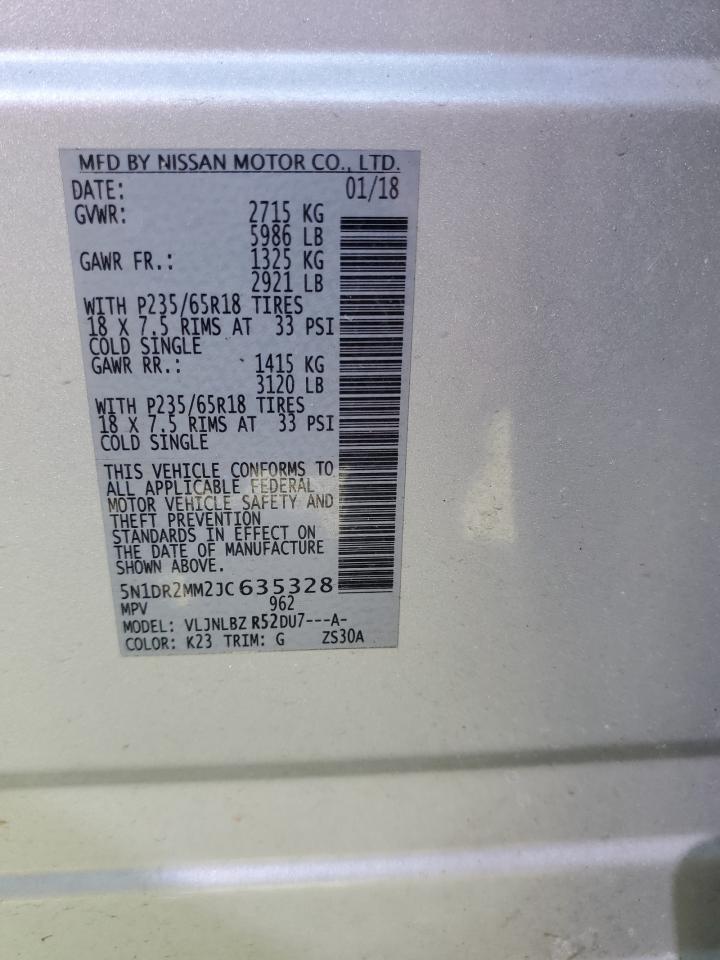 MFD BY NISSAN MOTOR CO., LTD.
DATE: 01/18
GVWR: 2715 KG
5986 LB
GAWR FR.: 1325 KG
2921 LB
WITH P235/65R18 TIRES
18 X 7.5 RIMS AT 33 PSI
COLD SINGLE
GAWR RR.: 1415 KG
3120 LB
WITH P235/65R18 TIRES
18 X 7.5 RIMS AT 33 PSI
COLD SINGLE
THIS VEHICLE CONFORMS TO
ALL APPLICABLE FEDERAL
MOTOR VEHICLE SAFETY AND
THEFT PREVENTION
STANDARDS IN EFFECT ON
THE DATE OF MANUFACTURE
SHOWN ABOVE.
5N1DR2MM2JC635328
MPV 962
MODEL: VLJNLBZ R52DU7---A-
COLOR: K23 TRIM: G ZS30A